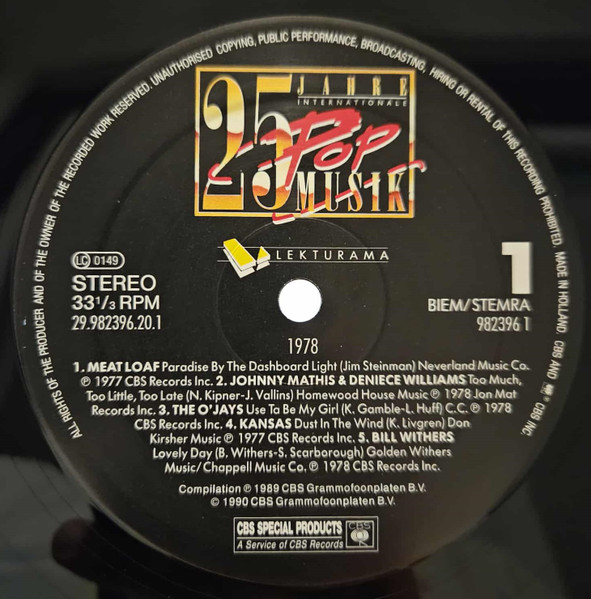 ALL RIGHTS OF THE PRODUCER AND OF THE OWNER OF THE RECORDED WORK RESERVED. UNAUTHORISED COPYING, PUBLIC PERFORMANCE, BROADCASTING, HIRING OR RENTAL OF THIS RECORDING PROHIBITED. MADE IN HOLLAND CBS AND ARE CBS INC.
25 JAHRE
INTERNATIONALE
POP
MUSIK
LEKTURAMA
LC 0149
STEREO
33 1/3 RPM
29.982396.20.1
1
BIEM/STEMRA
982396 1
1978
1. MEAT LOAF Paradise By The Dashboard Light (Jim Steinman) Neverland Music Co.
℗ 1977 CBS Records Inc. 2. JOHNNY MATHIS & DENIECE WILLIAMS Too Much,
Too Little, Too Late (N. Kipner-J. Vallins) Homewood House Music ℗ 1978 Jon Mat
Records Inc. 3. THE O'JAYS Use Ta Be My Girl (K. Gamble-L. Huff) C.C. ℗ 1978
CBS Records Inc. 4. KANSAS Dust In The Wind (K. Livgren) Don
Kirsher Music ℗ 1977 CBS Records Inc. 5. BILL WITHERS
Lovely Day (B. Withers-S. Scarborough) Golden Withers
Music/Chappell Music Co. ℗ 1978 CBS Records Inc.
Compilation ℗ 1989 CBS Grammofoonplaten B.V.
© 1990 CBS Grammofoonplaten B.V.
CBS SPECIAL PRODUCTS
A Service of CBS Records
CBS